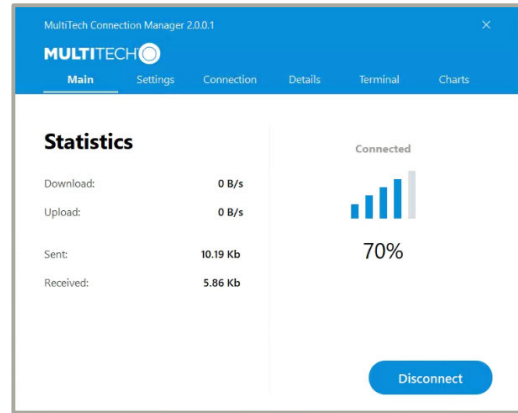 MultiTech Connection Manager 2.0.0.1
MULTITECH
Main Settings Connection Details Terminal Charts
Statistics
Connected
Download: 0 B/s
Upload: 0 B/s
70%
Sent: 10.19 Kb
Received: 5.86 Kb
Disconnect